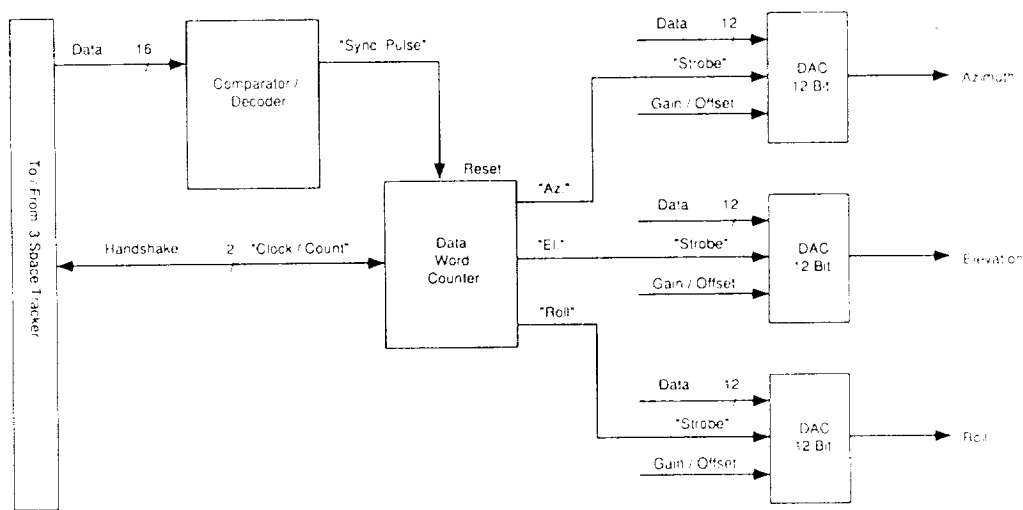 To / From 3 Space Tracker
Data 16
Comparator /
Decoder
"Sync Pulse"
Handshake 2 "Clock / Count"
Reset
Data
Word
Counter
"Az."
"El."
"Roll"
Data 12
"Strobe"
Gain / Offset
DAC
12 Bit
Azimuth
Data 12
"Strobe"
Gain / Offset
DAC
12 Bit
Elevation
Data 12
"Strobe"
Gain / Offset
DAC
12 Bit
Roll